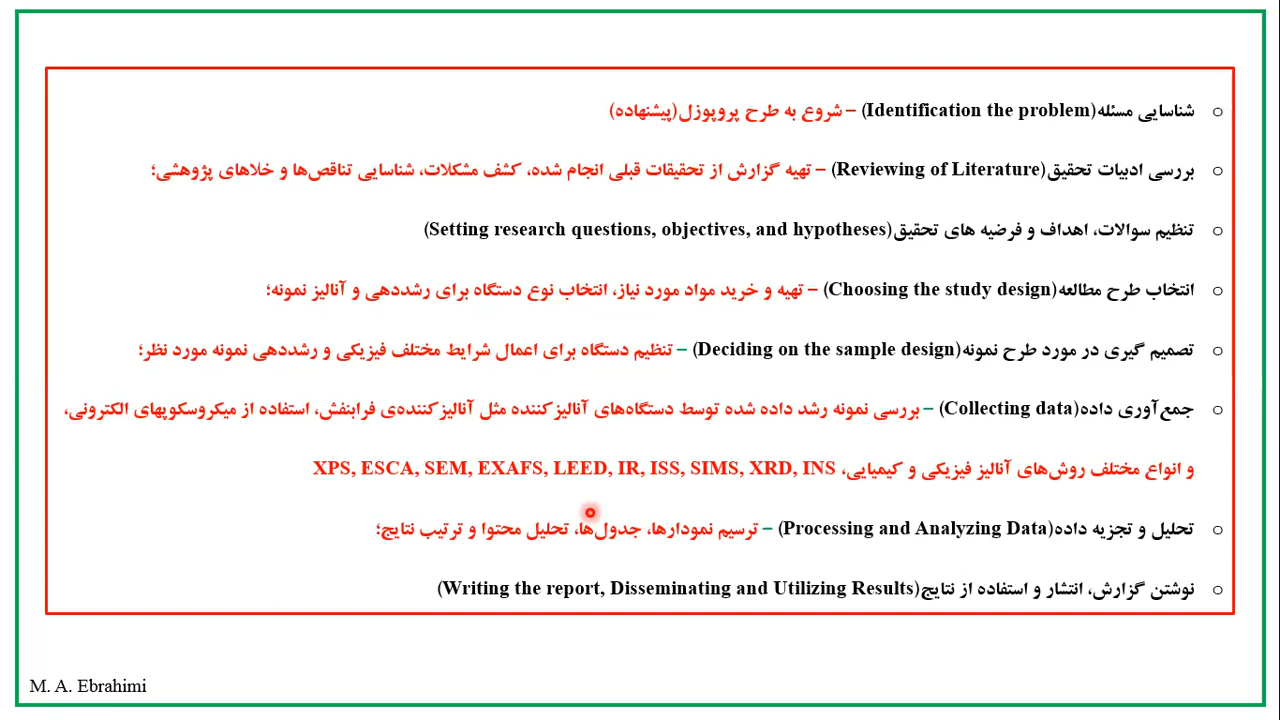 ○ شناسایی مسئله(Identification the problem) – شروع به طرح پروپوزل(پیشنهاده)
○ بررسی ادبیات تحقیق(Reviewing of Literature) – تهیه گزارش از تحقیقات قبلی انجام شده، کشف مشکلات، شناسایی تناقص‌ها و خلاهای پژوهشی؛
○ تنظیم سوالات، اهداف و فرضیه های تحقیق(Setting research questions, objectives, and hypotheses)
○ انتخاب طرح مطالعه(Choosing the study design) – تهیه و خرید مواد مورد نیاز، انتخاب نوع دستگاه برای رشددهی و آنالیز نمونه؛
○ تصمیم گیری در مورد طرح نمونه(Deciding on the sample design) – تنظیم دستگاه برای اعمال شرایط مختلف فیزیکی و رشددهی نمونه مورد نظر؛
○ جمع‌آوری داده(Collecting data) – بررسی نمونه رشد داده شده توسط دستگاه‌های آنالیزکننده مثل آنالیزکننده‌ی فرابنفش، استفاده از میکروسکوپهای الکترونی،
و انواع مختلف روش‌های آنالیز فیزیکی و کیمیایی، XPS, ESCA, SEM, EXAFS, LEED, IR, ISS, SIMS, XRD, INS
○ تحلیل و تجزیه داده(Processing and Analyzing Data) – ترسیم نمودارها، جدول‌ها، تحلیل محتوا و ترتیب نتایج؛
○ نوشتن گزارش، انتشار و استفاده از نتایج(Writing the report, Disseminating and Utilizing Results)
M. A. Ebrahimi